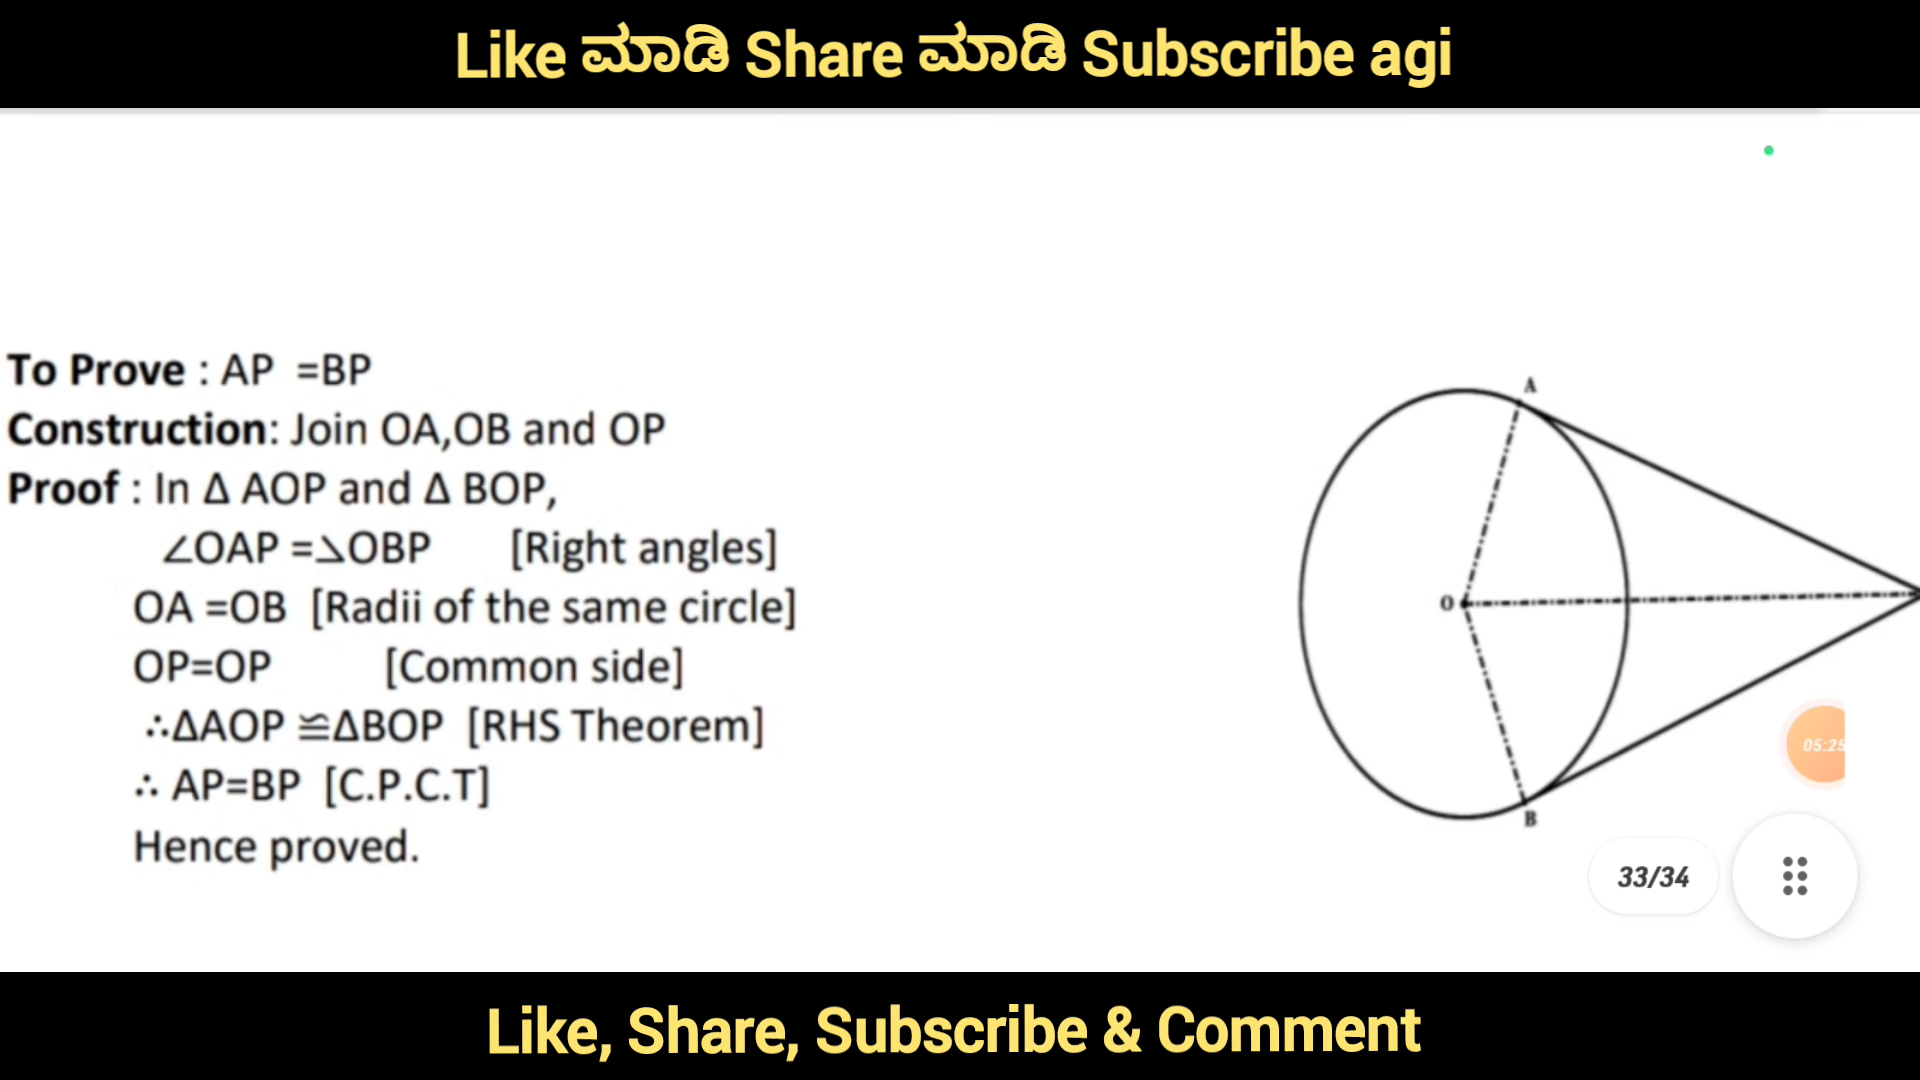 Like ಮಾಡಿ Share ಮಾಡಿ Subscribe agi
To Prove : AP =BP
Construction: Join OA,OB and OP
Proof : In Δ AOP and Δ BOP,
∠OAP =⦣OBP [Right angles]
OA =OB [Radii of the same circle]
OP=OP [Common side]
∴ΔAOP ≌ΔBOP [RHS Theorem]
∴ AP=BP [C.P.C.T]
Hence proved.
A
O
B
05:25
33/34
Like, Share, Subscribe & Comment